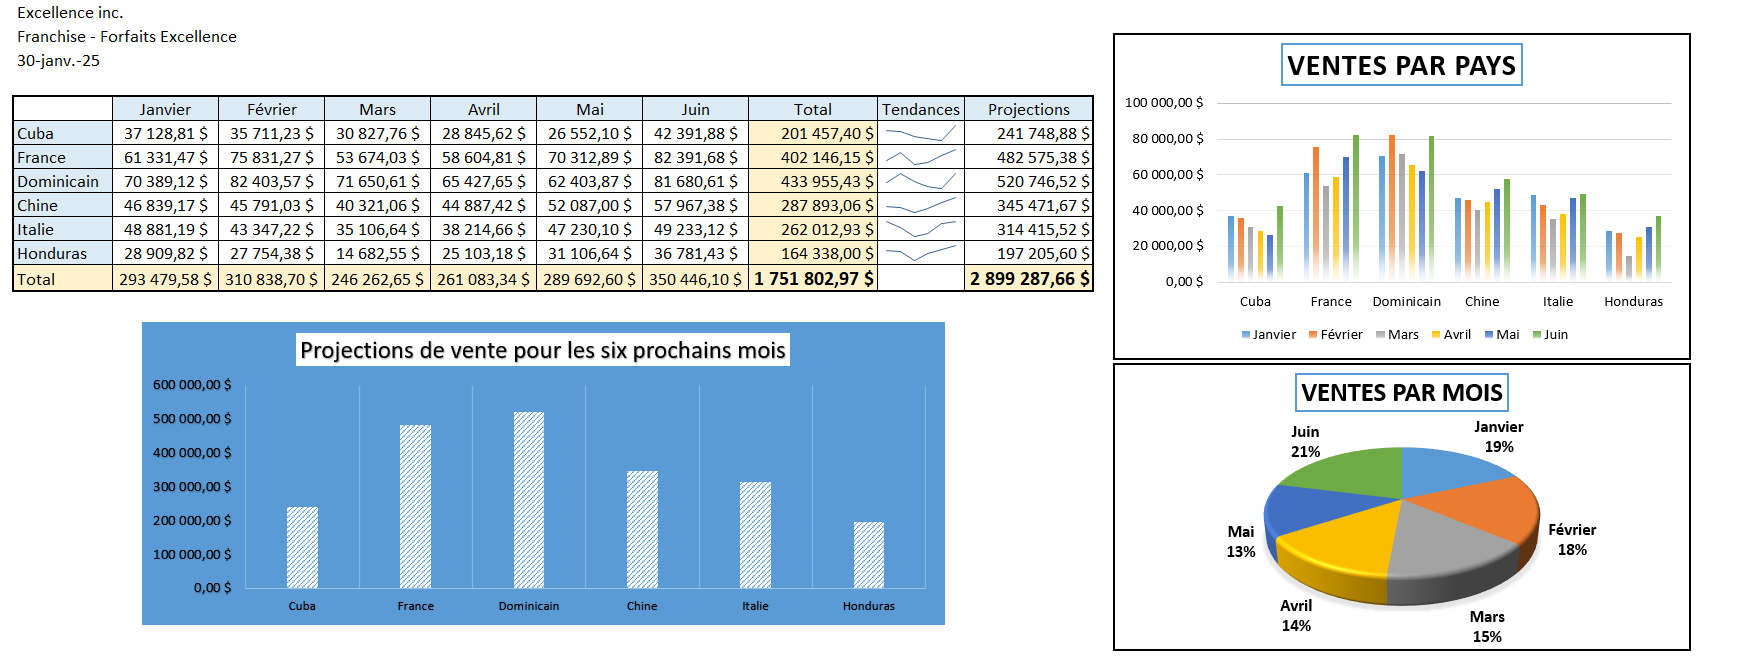 Excellence inc.
Franchise - Forfaits Excellence
30-janv.-25
Janvier Février Mars Avril Mai Juin Total Tendances Projections
Cuba 37 128,81 $ 35 711,23 $ 30 827,76 $ 28 845,62 $ 26 552,10 $ 42 391,88 $ 201 457,40 $ 241 748,88 $
France 61 331,47 $ 75 831,27 $ 53 674,03 $ 58 604,81 $ 70 312,89 $ 82 391,68 $ 402 146,15 $ 482 575,38 $
Dominicain 70 389,12 $ 82 403,57 $ 71 650,61 $ 65 427,65 $ 62 403,87 $ 81 680,61 $ 433 955,43 $ 520 746,52 $
Chine 46 839,17 $ 45 791,03 $ 40 321,06 $ 44 887,42 $ 52 087,00 $ 57 967,38 $ 287 893,06 $ 345 471,67 $
Italie 48 881,19 $ 43 347,22 $ 35 106,64 $ 38 214,66 $ 47 230,10 $ 49 233,12 $ 262 012,93 $ 314 415,52 $
Honduras 28 909,82 $ 27 754,38 $ 14 682,55 $ 25 103,18 $ 31 106,64 $ 36 781,43 $ 164 338,00 $ 197 205,60 $
Total 293 479,58 $ 310 838,70 $ 246 262,65 $ 261 083,34 $ 289 692,60 $ 350 446,10 $ 1 751 802,97 $ 2 899 287,66 $
Projections de vente pour les six prochains mois
600 000,00 $
500 000,00 $
400 000,00 $
300 000,00 $
200 000,00 $
100 000,00 $
0,00 $
Cuba France Dominicain Chine Italie Honduras
VENTES PAR PAYS
100 000,00 $
80 000,00 $
60 000,00 $
40 000,00 $
20 000,00 $
0,00 $
Cuba France Dominicain Chine Italie Honduras
Janvier Février Mars Avril Mai Juin
VENTES PAR MOIS
Janvier
19%
Février
18%
Mars
15%
Avril
14%
Mai
13%
Juin
21%